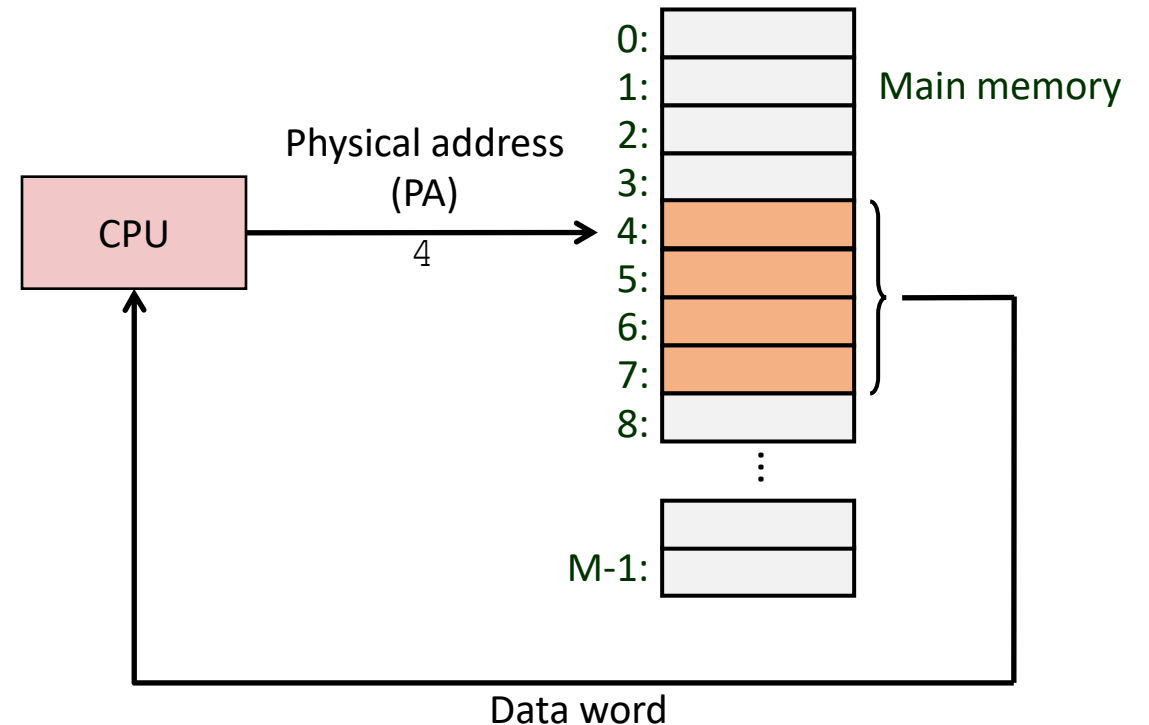 0:
1:
Main memory
2:
Physical address
(PA)
3:
CPU
4
4:
5:
6:
7:
8:
⋮
M-1:
Data word